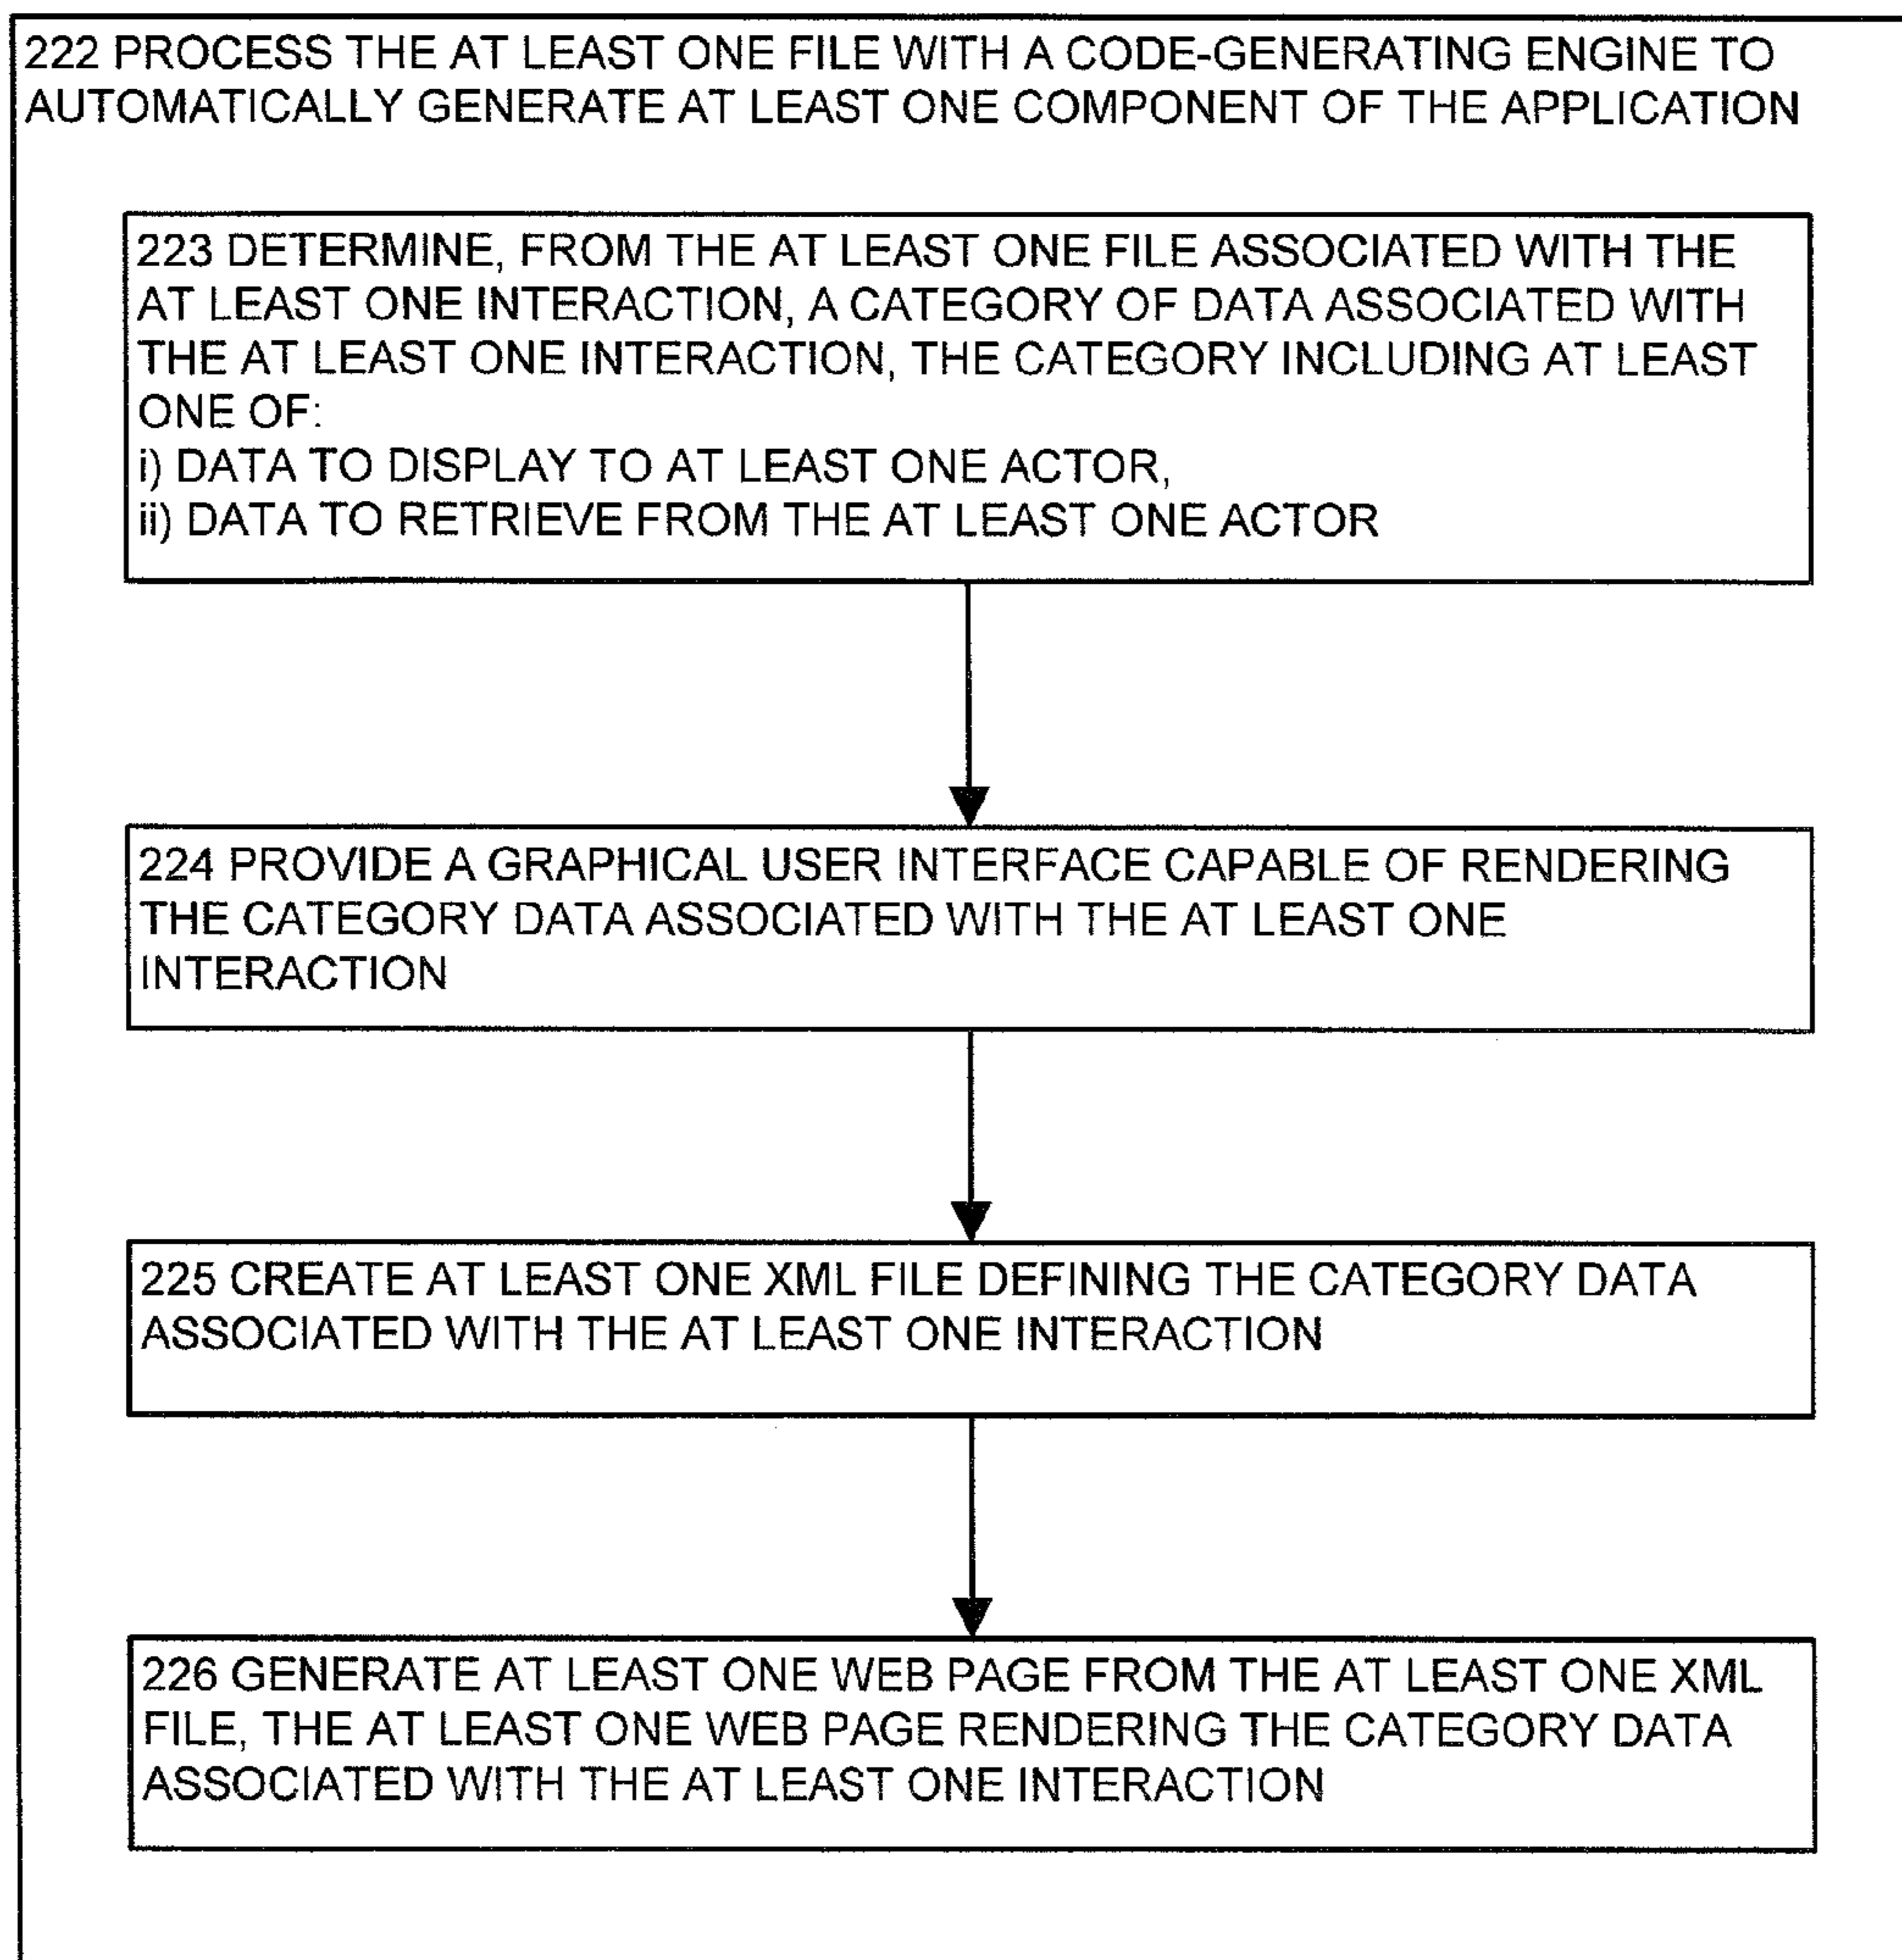 222 PROCESS THE AT LEAST ONE FILE WITH A CODE-GENERATING ENGINE TO
AUTOMATICALLY GENERATE AT LEAST ONE COMPONENT OF THE APPLICATION
223 DETERMINE, FROM THE AT LEAST ONE FILE ASSOCIATED WITH THE
AT LEAST ONE INTERACTION, A CATEGORY OF DATA ASSOCIATED WITH
THE AT LEAST ONE INTERACTION, THE CATEGORY INCLUDING AT LEAST
ONE OF:
i) DATA TO DISPLAY TO AT LEAST ONE ACTOR,
ii) DATA TO RETRIEVE FROM THE AT LEAST ONE ACTOR
224 PROVIDE A GRAPHICAL USER INTERFACE CAPABLE OF RENDERING
THE CATEGORY DATA ASSOCIATED WITH THE AT LEAST ONE
INTERACTION
225 CREATE AT LEAST ONE XML FILE DEFINING THE CATEGORY DATA
ASSOCIATED WITH THE AT LEAST ONE INTERACTION
226 GENERATE AT LEAST ONE WEB PAGE FROM THE AT LEAST ONE XML
FILE, THE AT LEAST ONE WEB PAGE RENDERING THE CATEGORY DATA
ASSOCIATED WITH THE AT LEAST ONE INTERACTION